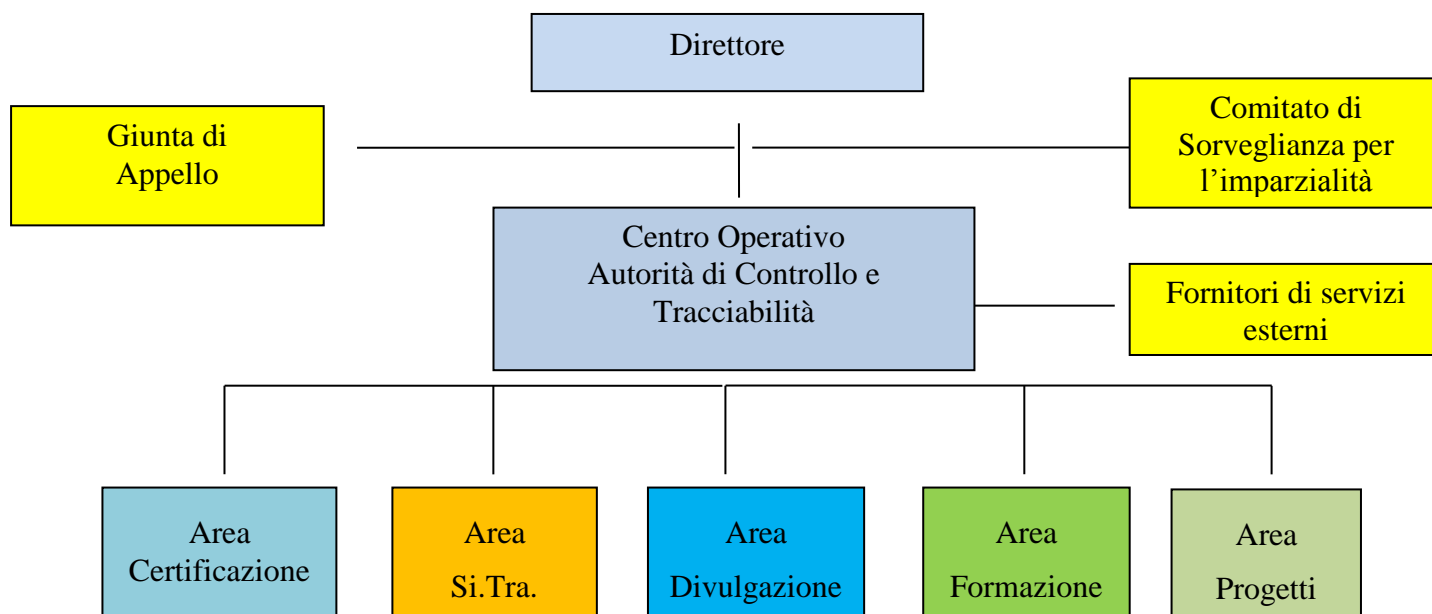 Direttore
Giunta di
Appello
Comitato di
Sorveglianza per
l’imparzialità
Centro Operativo
Autorità di Controllo e
Tracciabilità
Fornitori di servizi
esterni
Area
Certificazione
Area
Si.Tra.
Area
Divulgazione
Area
Formazione
Area
Progetti